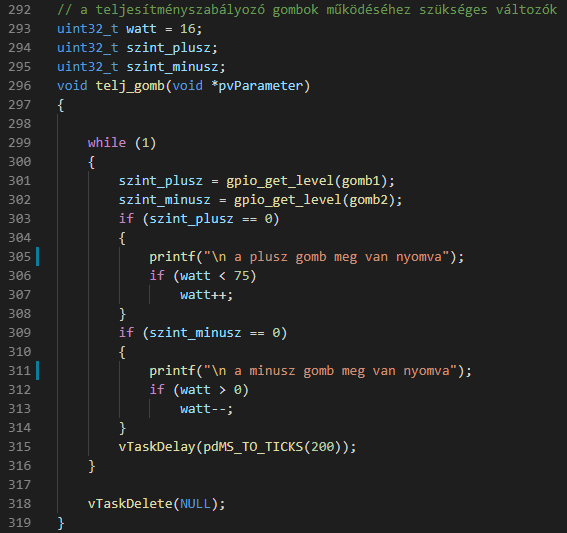 292 // a teljesítményszabályozó gombok működéséhez szükséges változók
293 uint32_t watt = 16;
294 uint32_t szint_plusz;
295 uint32_t szint_minusz;
296 void telj_gomb(void *pvParameter)
297 {
298
299     while (1)
300     {
301         szint_plusz = gpio_get_level(gomb1);
302         szint_minusz = gpio_get_level(gomb2);
303         if (szint_plusz == 0)
304         {
305             printf("\n a plusz gomb meg van nyomva");
306             if (watt < 75)
307                 watt++;
308         }
309         if (szint_minusz == 0)
310         {
311             printf("\n a minusz gomb meg van nyomva");
312             if (watt > 0)
313                 watt--;
314         }
315         vTaskDelay(pdMS_TO_TICKS(200));
316     }
317
318     vTaskDelete(NULL);
319 }